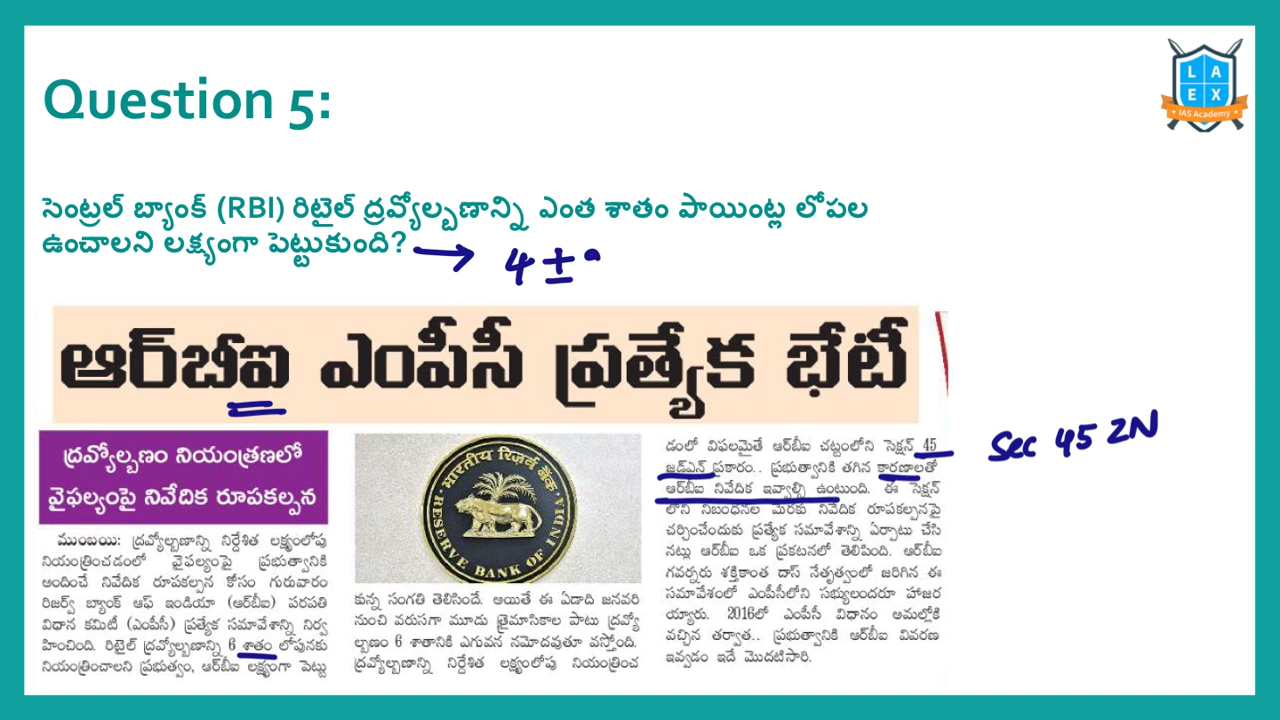 Question 5:
L A
E X
IAS Academy
సెంట్రల్ బ్యాంక్ (RBI) రిటైల్ ద్రవ్యోల్బణాన్ని ఎంత శాతం పాయింట్ల లోపల
ఉంచాలని లక్ష్యంగా పెట్టుకుంది?
4 ±
ఆర్‌బీఐ ఎంపీసీ ప్రత్యేక భేటీ
ద్రవ్యోల్బణం నియంత్రణలో
వైఫల్యంపై నివేదిక రూపకల్పన
ముంబయి: ద్రవ్యోల్బణాన్ని నిర్దేశిత లక్ష్యంలోపు
నియంత్రించడంలో వైఫల్యంపై ప్రభుత్వానికి
అందించే నివేదిక రూపకల్పన కోసం గురువారం
రిజర్వ్ బ్యాంక్ ఆఫ్ ఇండియా (ఆర్‌బీఐ) పరపతి
విధాన కమిటీ (ఎంపీసీ) ప్రత్యేక సమావేశాన్ని నిర్వ
హించింది. రిటైల్ ద్రవ్యోల్బణాన్ని 6 శాతం లోపునకు
నియంత్రించాలని ప్రభుత్వం, ఆర్‌బీఐ లక్ష్యంగా పెట్టు
भारतीय रिज़र्व बैंक
RESERVE BANK OF INDIA
కున్న సంగతి తెలిసిందే. అయితే ఈ ఏడాది జనవరి
నుంచి వరుసగా మూడు త్రైమాసికాల పాటు ద్రవ్యో
ల్బణం 6 శాతానికి ఎగువన నమోదవుతూ వస్తోంది.
ద్రవ్యోల్బణాన్ని నిర్దేశిత లక్ష్యంలోపు నియంత్రించ
డంలో విఫలమైతే ఆర్‌బీఐ చట్టంలోని సెక్షన్ 45
జడ్ఎన్ ప్రకారం.. ప్రభుత్వానికి తగిన కారణాలతో
ఆర్‌బీఐ నివేదిక ఇవ్వాల్సి ఉంటుంది. ఈ సెక్షన్
లోని నిబంధనల మేరకు నివేదిక రూపకల్పనపై
చర్చించేందుకు ప్రత్యేక సమావేశాన్ని ఏర్పాటు చేసి
నట్లు ఆర్‌బీఐ ఒక ప్రకటనలో తెలిపింది. ఆర్‌బీఐ
గవర్నరు శక్తికాంత దాస్ నేతృత్వంలో జరిగిన ఈ
సమావేశంలో ఎంపీసీలోని సభ్యులందరూ హాజర
య్యారు. 2016లో ఎంపీసీ విధానం అమల్లోకి
వచ్చిన తర్వాత.. ప్రభుత్వానికి ఆర్‌బీఐ వివరణ
ఇవ్వడం ఇదే మొదటిసారి.
Sec 45 ZN